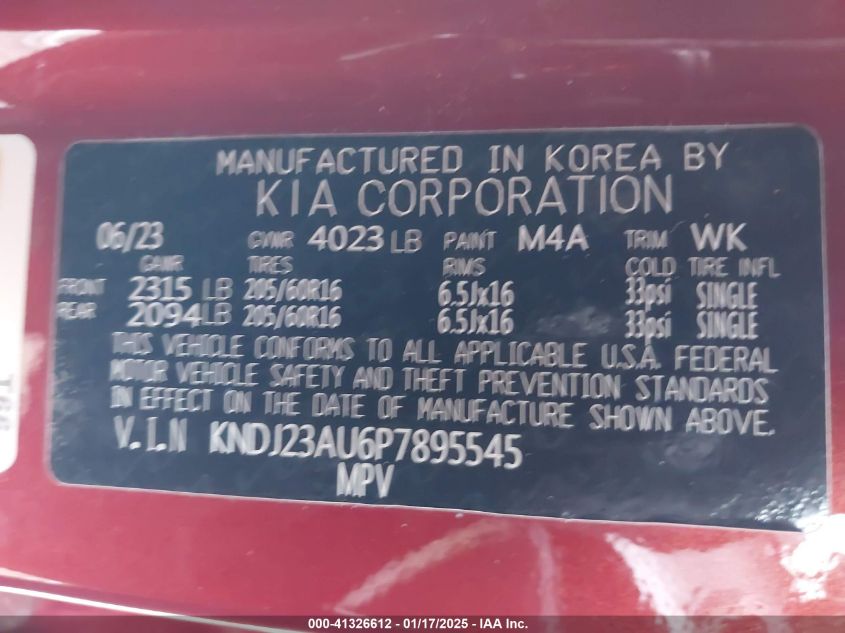 MANUFACTURED IN KOREA BY
KIA CORPORATION
06/23 GVWR 4023 LB PAINT M4A TRIM WK
GAWR TIRES RIMS COLD TIRE INFL
FRONT 2315 LB 205/60R16 6.5Jx16 33psi SINGLE
REAR 2094 LB 205/60R16 6.5Jx16 33psi SINGLE
THIS VEHICLE CONFORMS TO ALL APPLICABLE U.S.A. FEDERAL
MOTOR VEHICLE SAFETY AND THEFT PREVENTION STANDARDS
IN EFFECT ON THE DATE OF MANUFACTURE SHOWN ABOVE.
V.I.N KNDJ23AU6P7895545
MPV
000-41326612 - 01/17/2025 - IAA Inc.